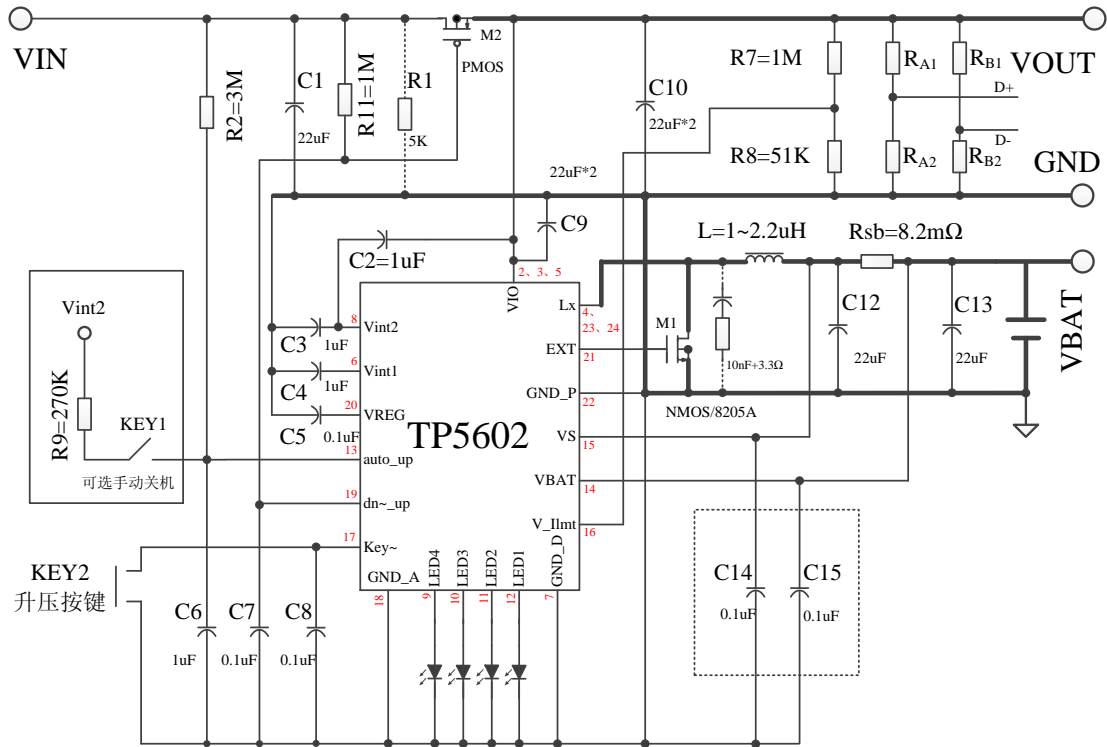 VIN
M2
PMOS
R2=3M
C1
22uF
R11=1M
R1
5K
C10
22uF*2
R7=1M
RA1
RB1
VOUT
D+
R8=51K
RA2
RB2
D-
GND
22uF*2
C9
C2=1uF
2、3、5
VIO
L=1~2.2uH
Rsb=8.2mΩ
Vint2
R9=270K
KEY1
可选手动关机
C3
1uF
8
Vint2
C4
1uF
6
Vint1
C5
0.1uF
20
VREG
13
auto_up
19
dn~_up
17
Key~
TP5602
Lx
4、
23、24
EXT
21
M1
10nF+3.3Ω
NMOS/8205A
GND_P
22
VS
15
VBAT
14
V_Ilmt
16
C12
22uF
C13
22uF
VBAT
GND_A
18
LED4
9
LED3
10
LED2
11
LED1
12
GND_D
7
KEY2
升压按键
C6
1uF
C7
0.1uF
C8
0.1uF
C14
0.1uF
C15
0.1uF